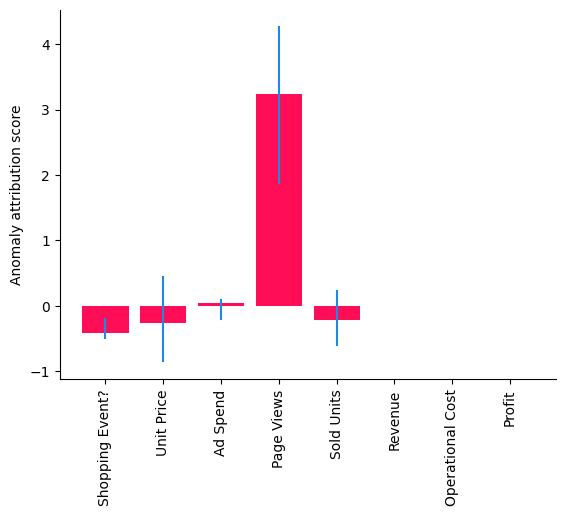 Anomaly attribution score
4
3
2
1
0
−1
Shopping Event?
Unit Price
Ad Spend
Page Views
Sold Units
Revenue
Operational Cost
Profit